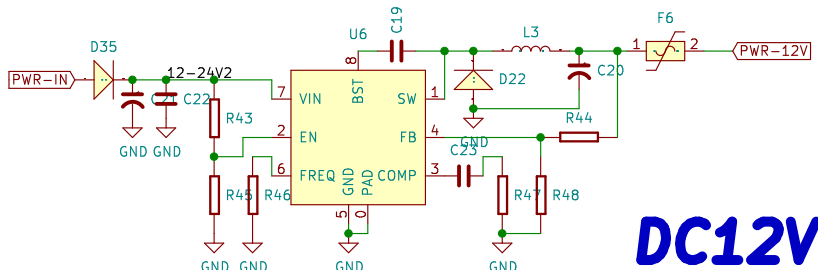 F6
C19
U6
L3
D35
1
2
PWR-12V
12-24V2
8
PWR-IN
C20
D22
C21
C22
7
VIN
BST
SW
1
GND
R43
R44
2
EN
FB
4
GND
GND
C23
6
FREQ
COMP
3
GND
PAD
R45
R46
R47
R48
5
0
DC12V
GND
GND
GND
GND